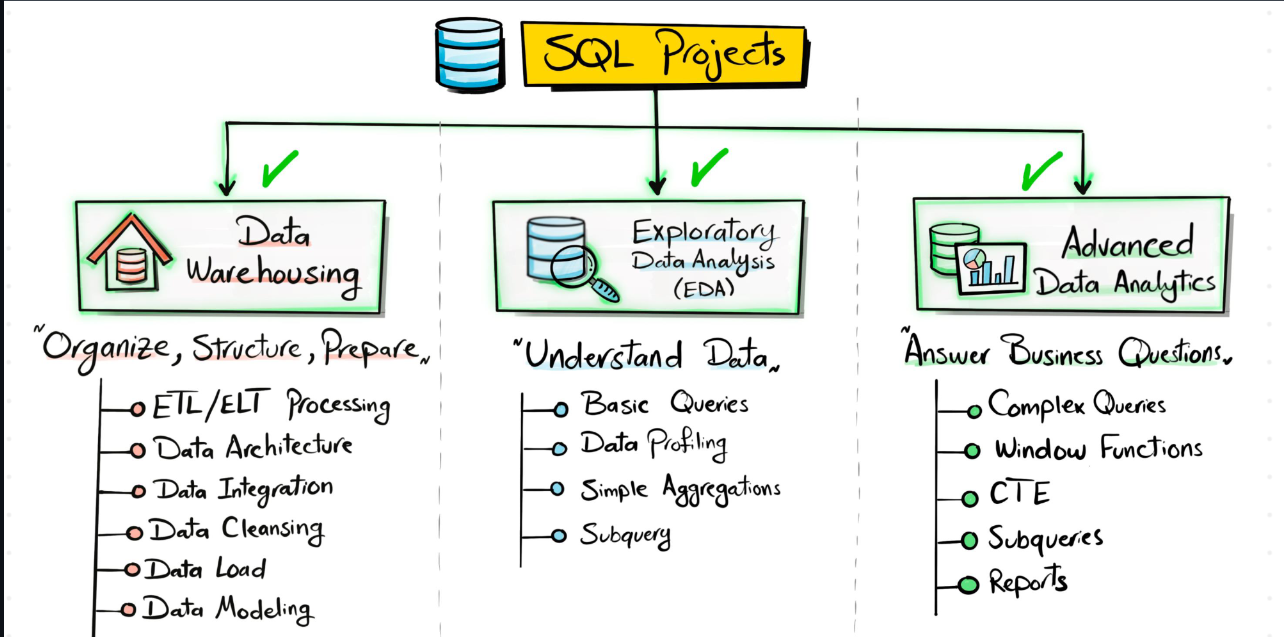 SQL Projects
Data
Warehousing
"Organize, Structure, Prepare"
ETL/ELT Processing
Data Architecture
Data Integration
Data Cleansing
Data Load
Data Modeling
Exploratory
Data Analysis
(EDA)
"Understand Data"
Basic Queries
Data Profiling
Simple Aggregations
Subquery
Advanced
Data Analytics
"Answer Business Questions"
Complex Queries
Window Functions
CTE
Subqueries
Reports